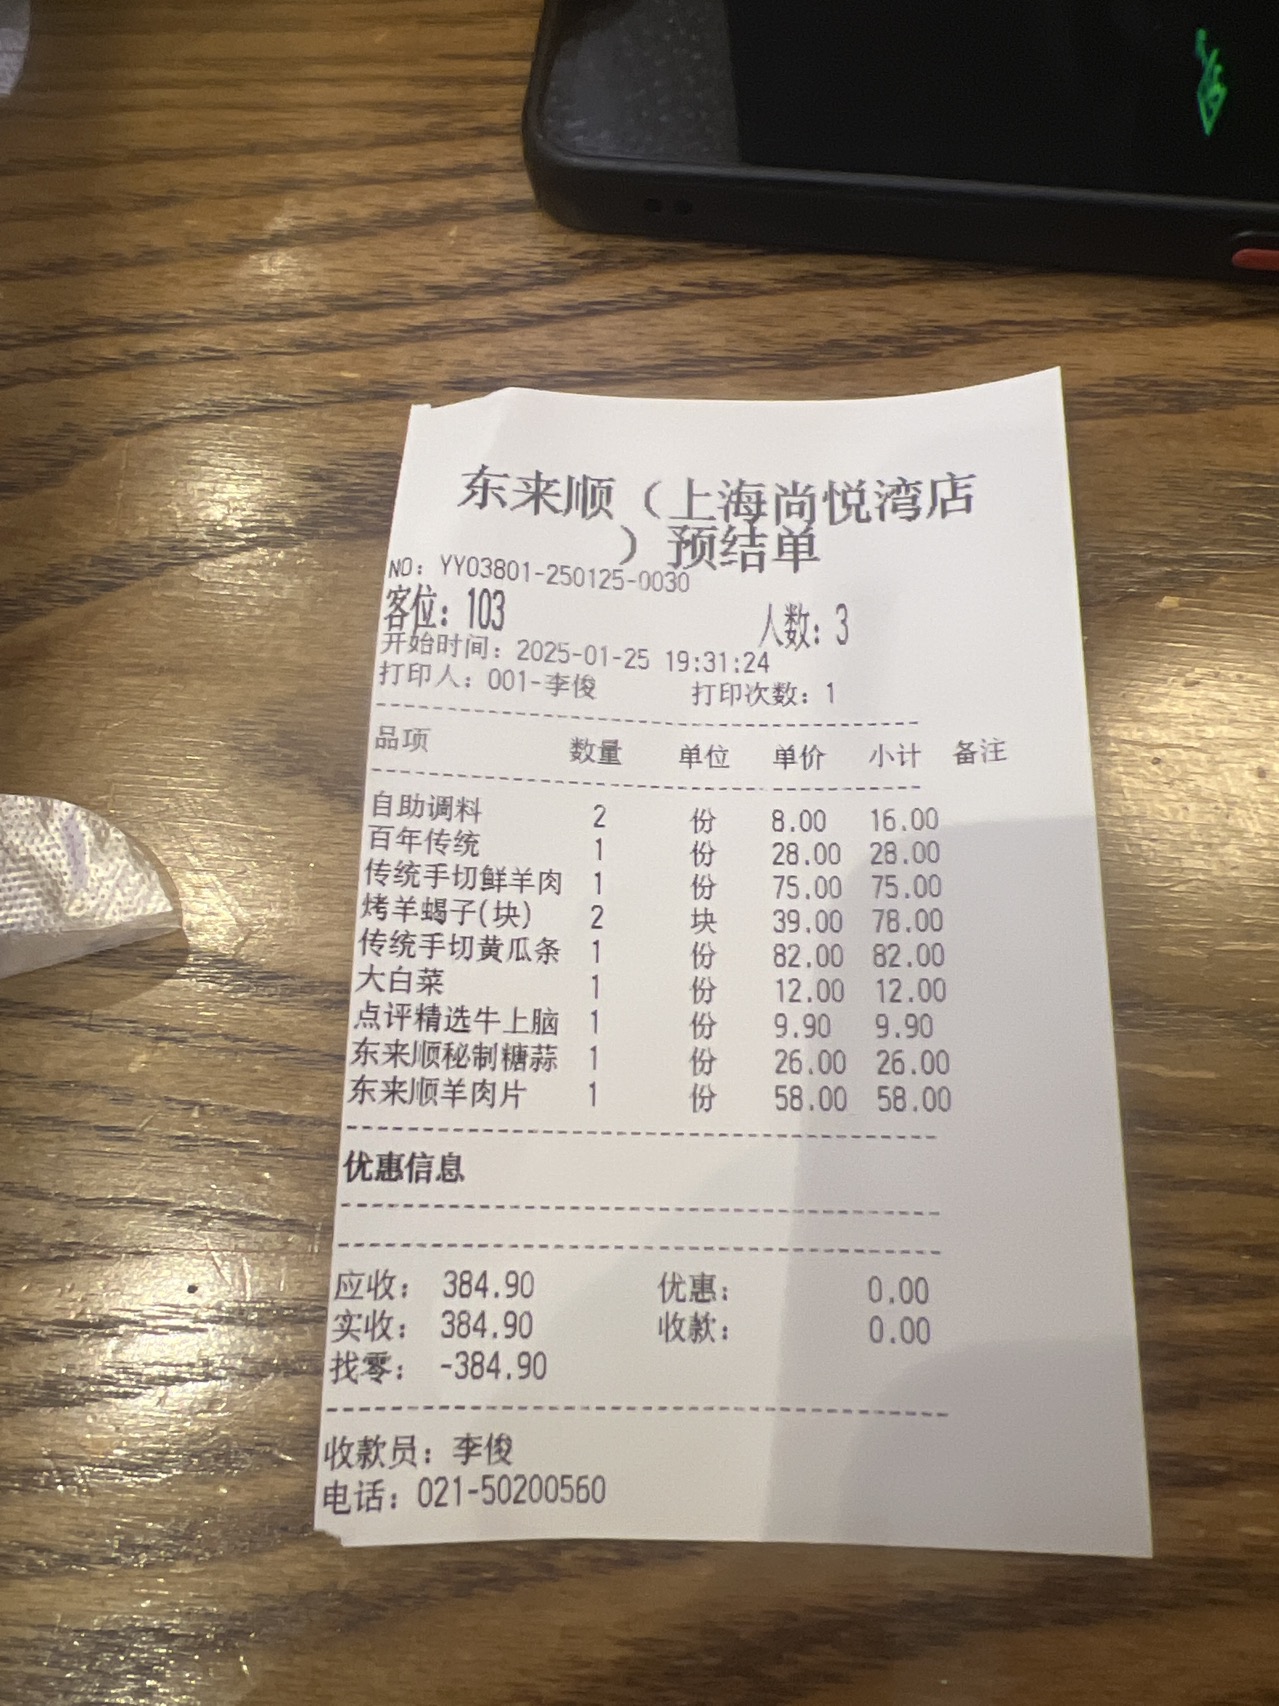 东来顺（上海尚悦湾店
）预结单
NO: YY03801-250125-0030
客位: 103 人数: 3
开始时间: 2025-01-25 19:31:24
打印人: 001-李俊 打印次数: 1
品项 数量 单位 单价 小计 备注
自助调料 2 份 8.00 16.00
百年传统 1 份 28.00 28.00
传统手切鲜羊肉 1 份 75.00 75.00
烤羊蝎子(块) 2 块 39.00 78.00
传统手切黄瓜条 1 份 82.00 82.00
大白菜 1 份 12.00 12.00
点评精选牛上脑 1 份 9.90 9.90
东来顺秘制糖蒜 1 份 26.00 26.00
东来顺羊肉片 1 份 58.00 58.00
优惠信息
应收: 384.90 优惠: 0.00
实收: 384.90 收款: 0.00
找零: -384.90
收款员: 李俊
电话: 021-50200560